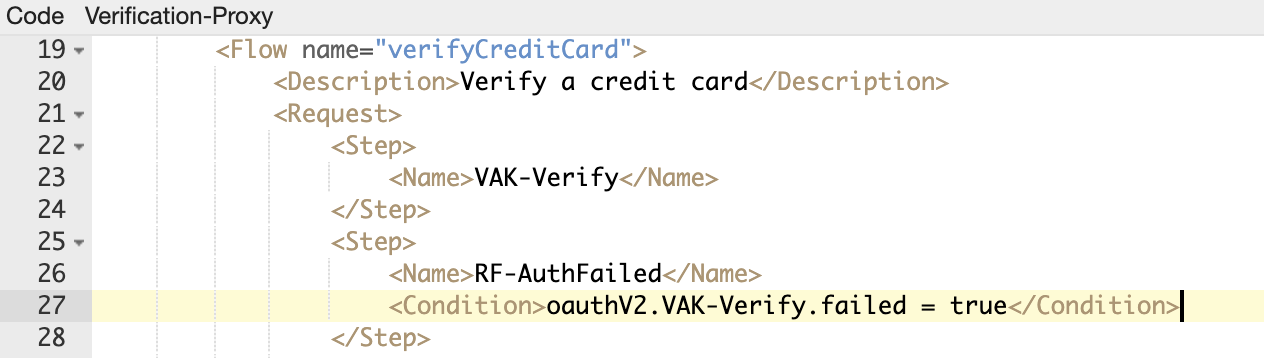 Code Verification-Proxy
19 <Flow name="verifyCreditCard">
20 <Description>Verify a credit card</Description>
21 <Request>
22 <Step>
23 <Name>VAK-Verify</Name>
24 </Step>
25 <Step>
26 <Name>RF-AuthFailed</Name>
27 <Condition>oauthV2.VAK-Verify.failed = true</Condition>
28 </Step>